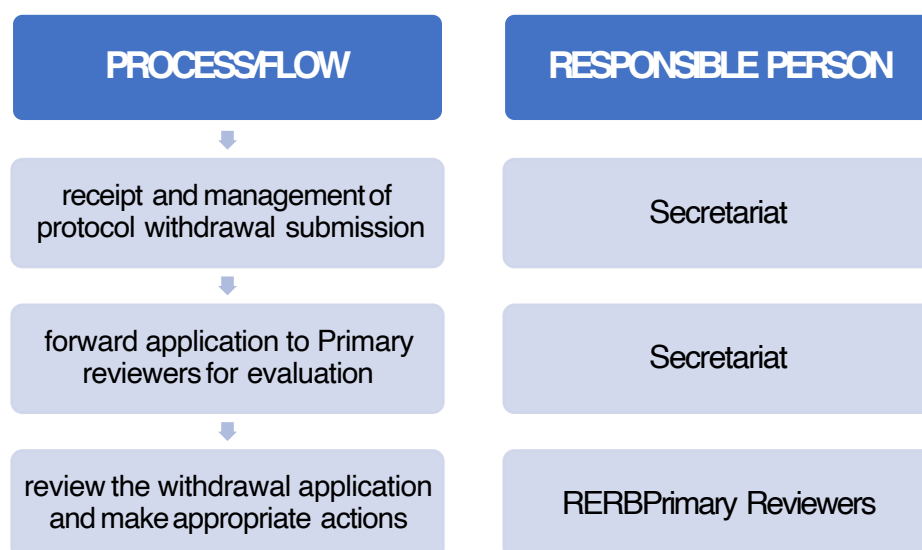 PROCESS/FLOW
RESPONSIBLE PERSON
receipt and management of
protocol withdrawal submission
Secretariat
forward application to Primary
reviewers for evaluation
Secretariat
review the withdrawal application
and make appropriate actions
RERBPrimary Reviewers